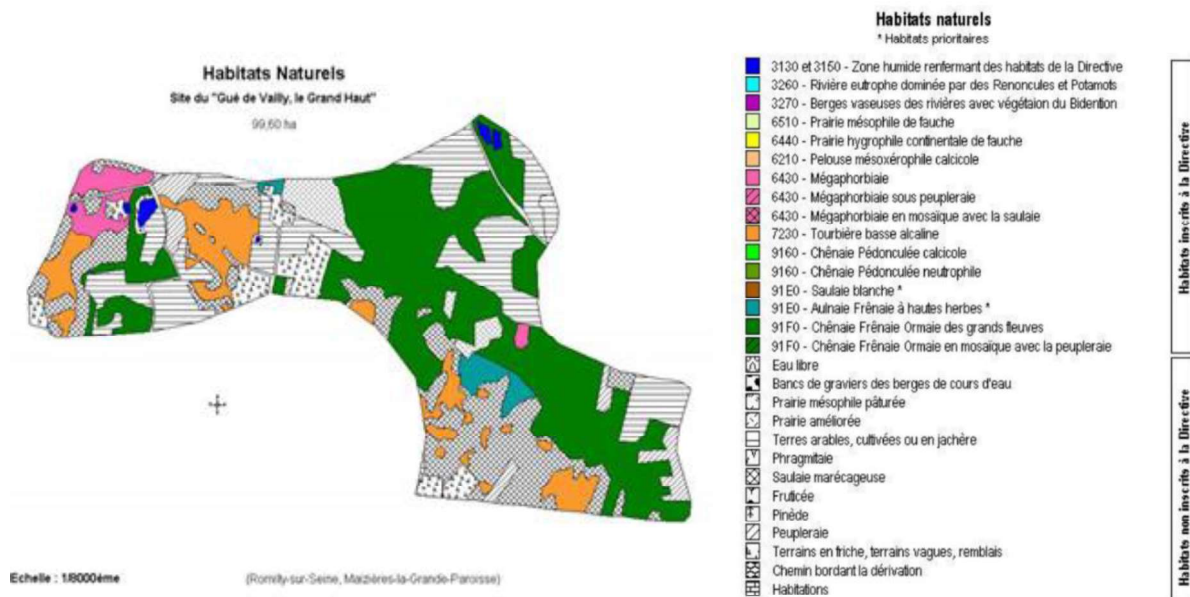 Habitats Naturels
Site du "Gué de Vailly, le Grand Haut"
99,60 ha
Echelle : 1/8000éme
(Romilly-sur-Seine, Maizières-la-Grande-Paroisse)
Habitats naturels
* Habitats prioritaires
3130 et 3150 - Zone humide renfermant des habitats de la Directive
3260 - Rivière eutrophe dominée par des Renoncules et Potamots
3270 - Berges vaseuses des rivières avec végétaion du Bidention
6510 - Prairie mésophile de fauche
6440 - Prairie hygrophile continentale de fauche
6210 - Pelouse mésoxérophile calcicole
6430 - Mégaphorbiaie
6430 - Mégaphorbiaie sous peupleraie
6430 - Mégaphorbiaie en mosaïque avec la saulaie
7230 - Tourbière basse alcaline
9160 - Chênaie Pédonculée calcicole
9160 - Chênaie Pédonculée neutrophile
91E0 - Saulaie blanche *
91E0 - Aulnaie Frênaie à hautes herbes *
91F0 - Chênaie Frênaie Ormaie des grands fleuves
91F0 - Chênaie Frênaie Ormaie en mosaïque avec la peupleraie
Eau libre
Bancs de graviers des berges de cours d'eau
Prairie mésophile pâturée
Prairie améliorée
Terres arables, cultivées ou en jachère
Phragmitaie
Saulaie marécageuse
Fruticée
Pinède
Peupleraie
Terrains en friche, terrains vagues, remblais
Chemin bordant la dérivation
Habitations
Habitats inscrits à la Directive
Habitats non inscrits à la Directive